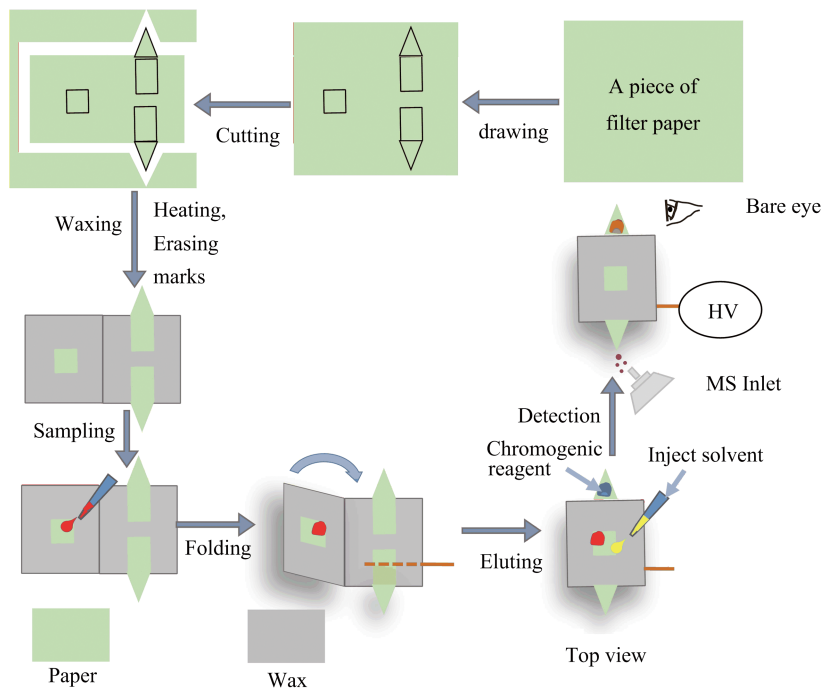 A piece of
filter paper
drawing
Cutting
Waxing
Heating,
Erasing
marks
Bare eye
HV
MS Inlet
Detection
Sampling
Chromogenic
reagent
Inject solvent
Folding
Eluting
Top view
Paper
Wax